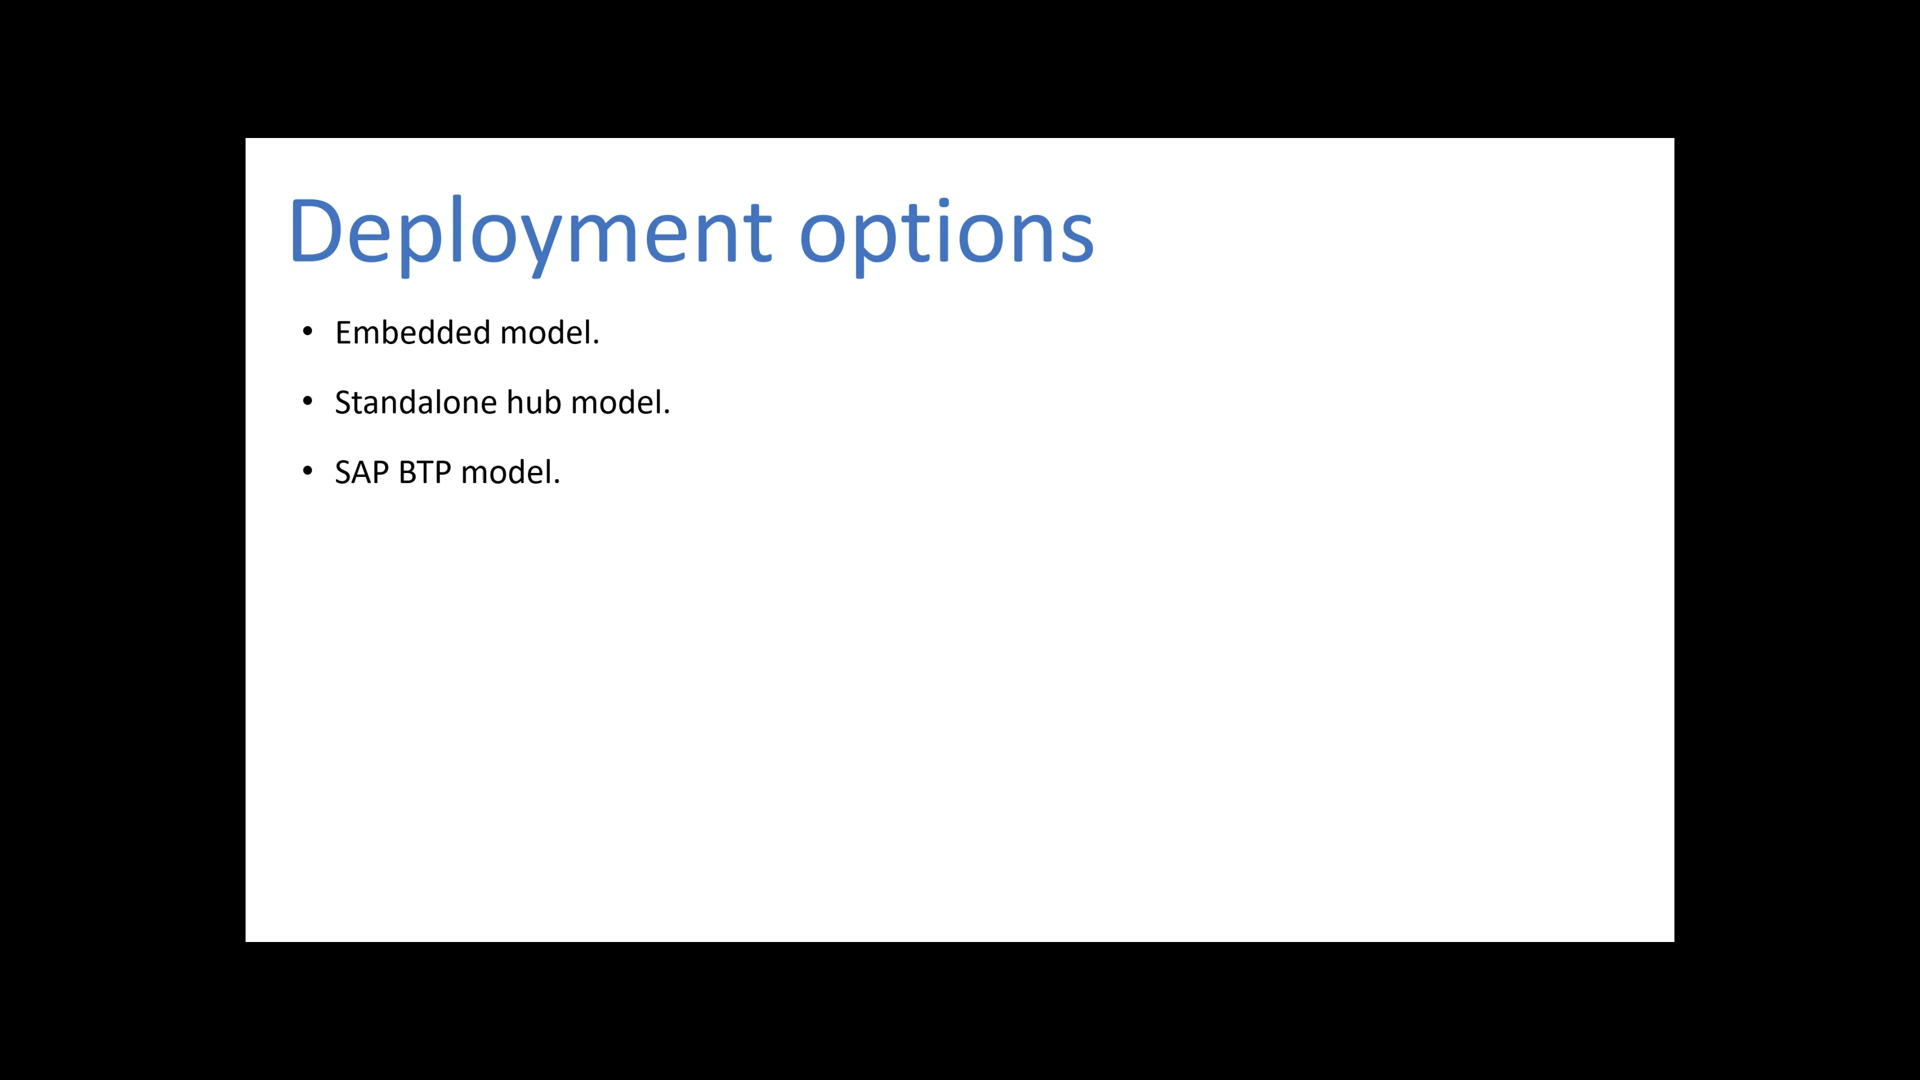 Deployment options
• Embedded model.
• Standalone hub model.
• SAP BTP model.